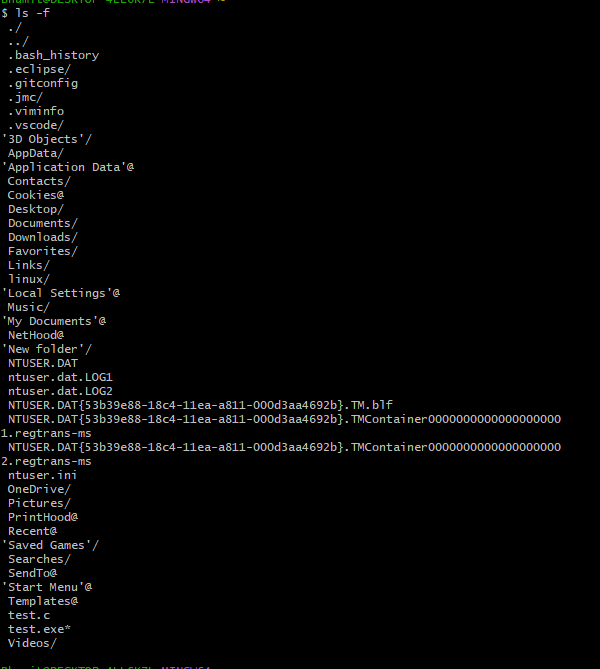 $ ls -f
./
../
.bash_history
.eclipse/
.gitconfig
.jmc/
.viminfo
.vscode/
'3D Objects'/
AppData/
'Application Data'@
Contacts/
Cookies@
Desktop/
Documents/
Downloads/
Favorites/
Links/
linux/
'Local Settings'@
Music/
'My Documents'@
NetHood@
'New folder'/
NTUSER.DAT
ntuser.dat.LOG1
ntuser.dat.LOG2
NTUSER.DAT{53b39e88-18c4-11ea-a811-000d3aa4692b}.TM.blf
NTUSER.DAT{53b39e88-18c4-11ea-a811-000d3aa4692b}.TMContainer0000000000000000000
1.regtrans-ms
NTUSER.DAT{53b39e88-18c4-11ea-a811-000d3aa4692b}.TMContainer0000000000000000000
2.regtrans-ms
ntuser.ini
OneDrive/
Pictures/
PrintHood@
Recent@
'Saved Games'/
Searches/
SendTo@
'Start Menu'@
Templates@
test.c
test.exe*
Videos/